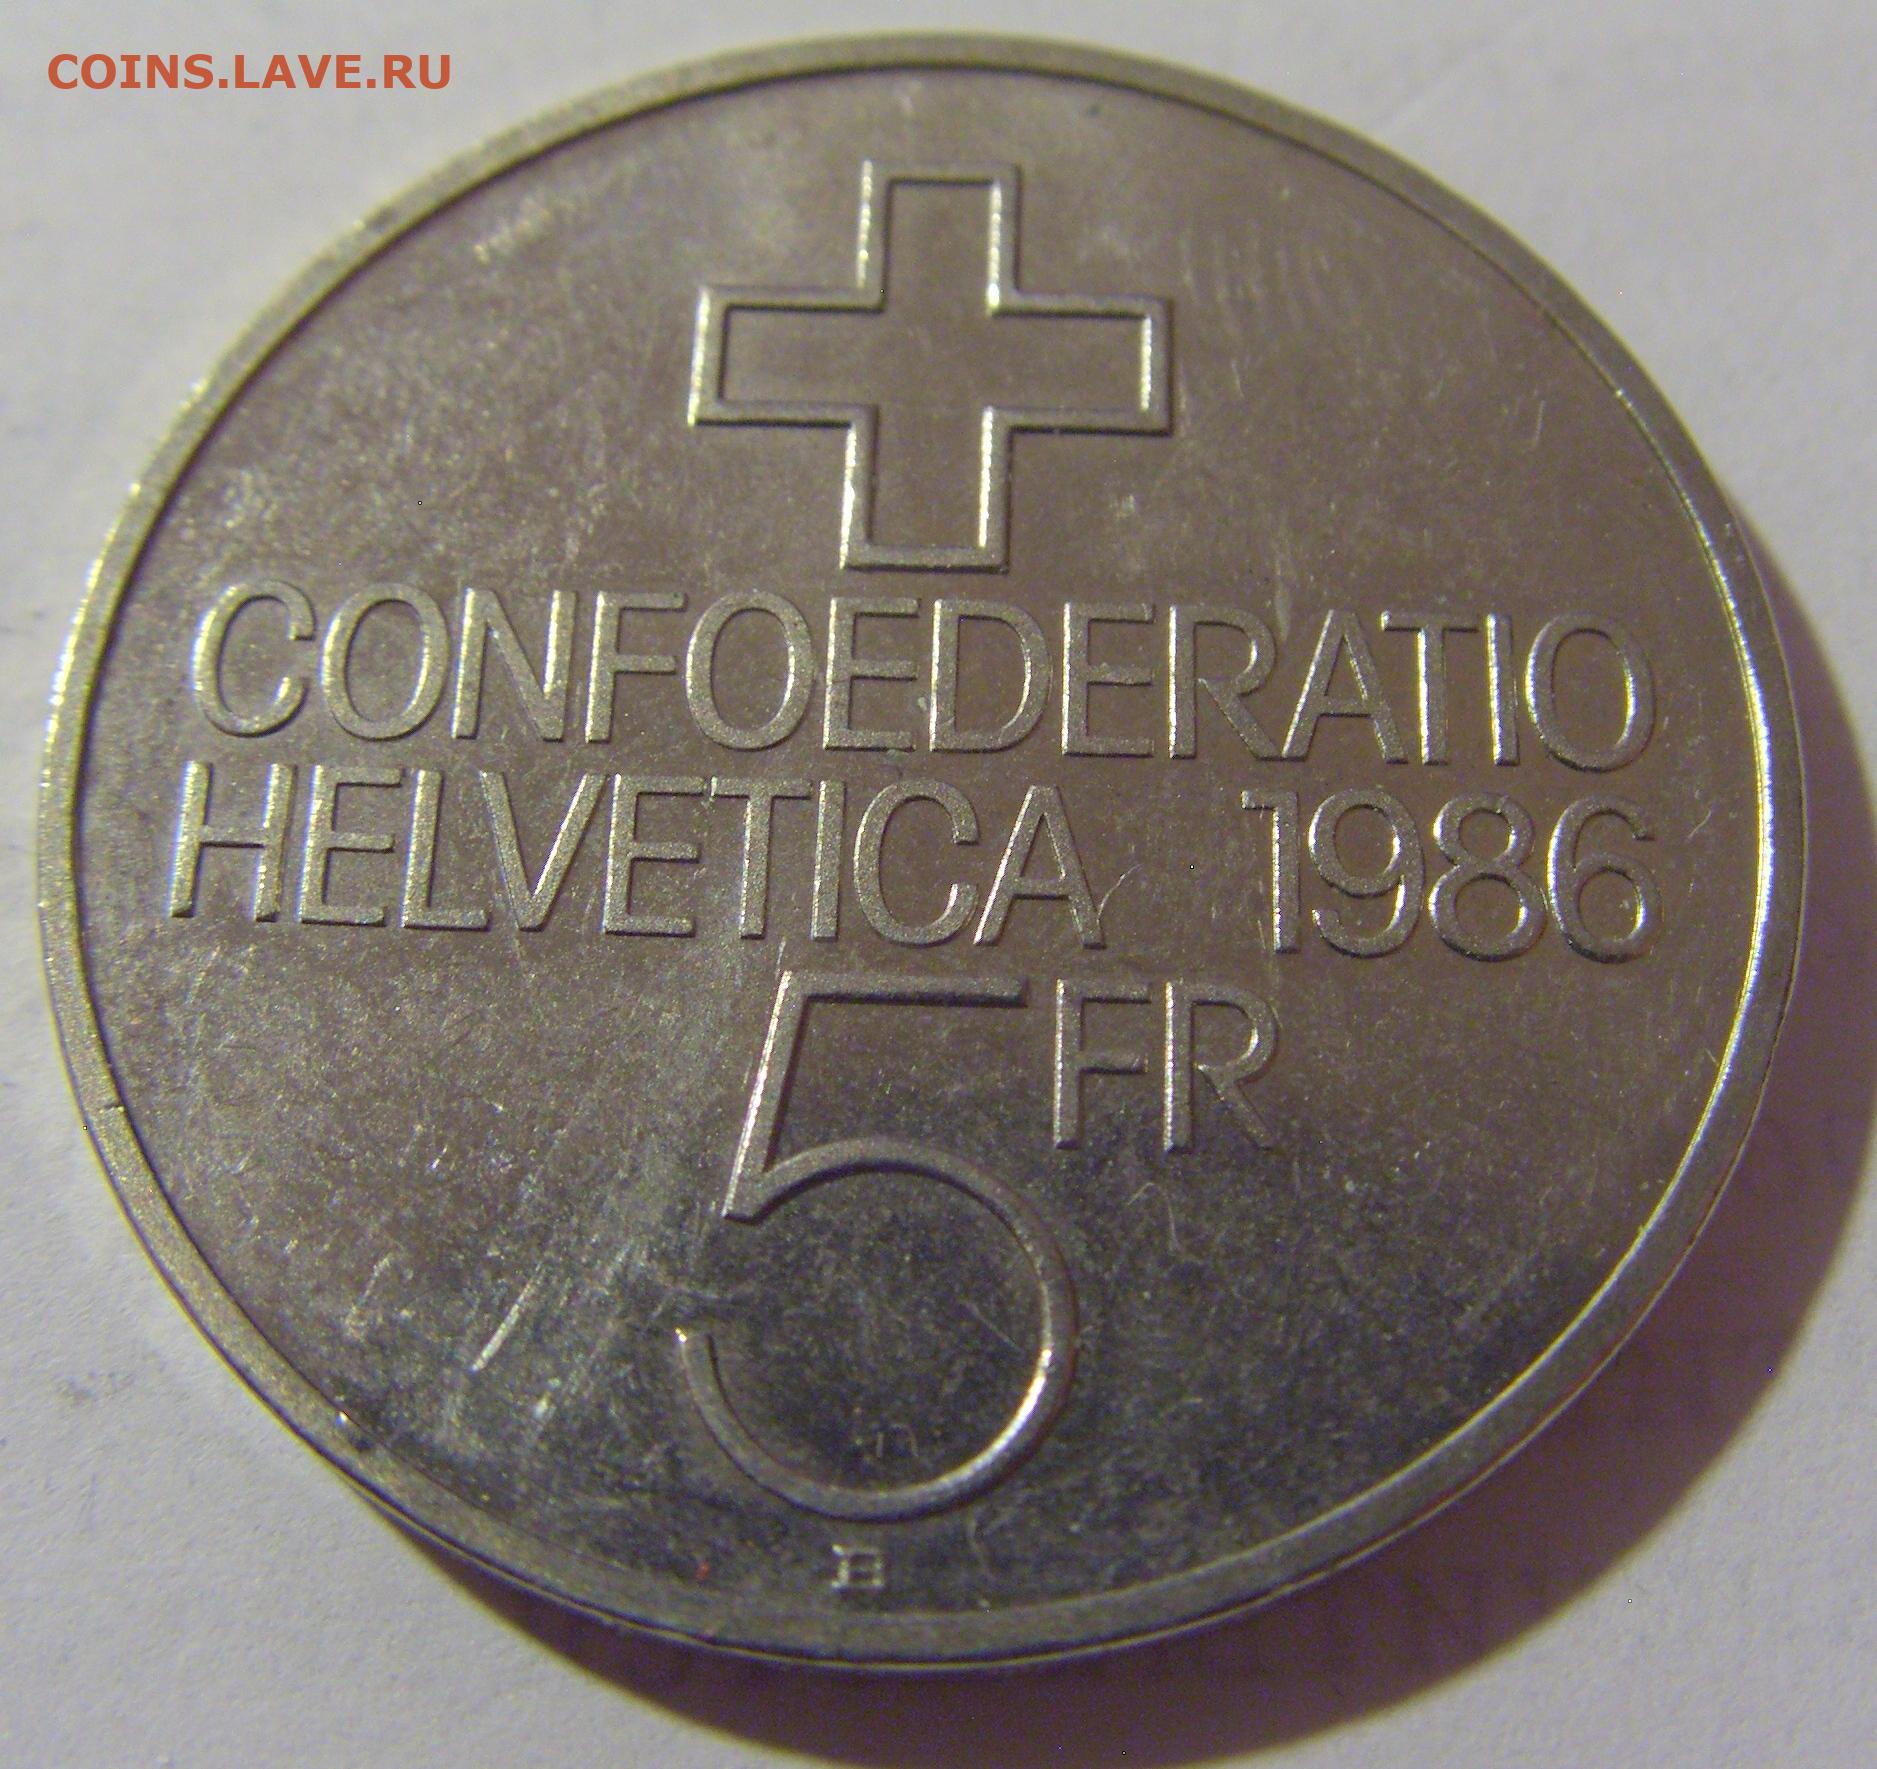 COINS.LAVE.RU
CONFOEDERATIO
HELVETICA 1986
5 FR
B